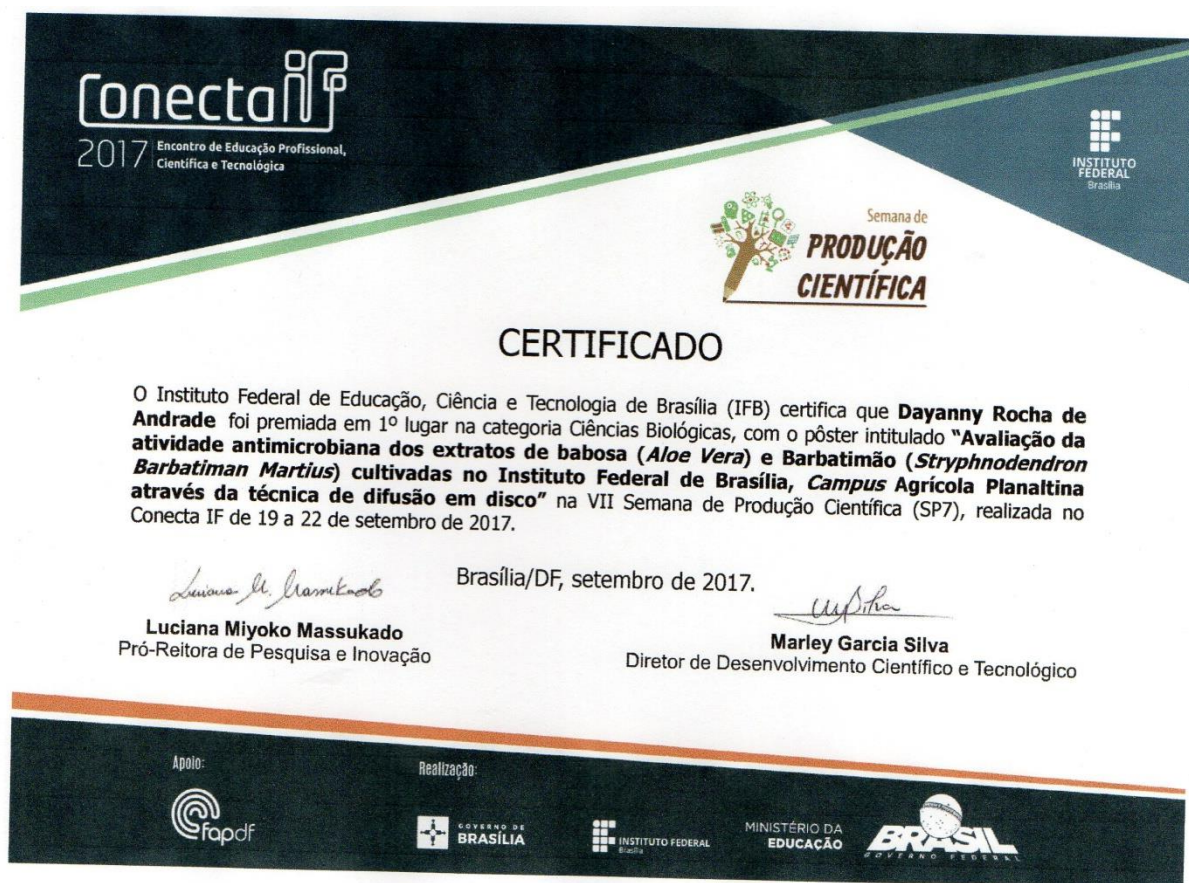 Conecta if
2017 Encontro de Educação Profissional,
Científica e Tecnológica
INSTITUTO
FEDERAL
Brasília
Semana de
PRODUÇÃO
CIENTÍFICA
CERTIFICADO
O Instituto Federal de Educação, Ciência e Tecnologia de Brasília (IFB) certifica que Dayanny Rocha de
Andrade foi premiada em 1º lugar na categoria Ciências Biológicas, com o pôster intitulado "Avaliação da
atividade antimicrobiana dos extratos de babosa (Aloe Vera) e Barbatimão (Stryphnodendron
Barbatiman Martius) cultivadas no Instituto Federal de Brasília, Campus Agrícola Planaltina
através da técnica de difusão em disco" na VII Semana de Produção Científica (SP7), realizada no
Conecta IF de 19 a 22 de setembro de 2017.
Brasília/DF, setembro de 2017.
Luciana M. Massukado
Luciana Miyoko Massukado
Pró-Reitora de Pesquisa e Inovação
Marley Garcia Silva
Diretor de Desenvolvimento Científico e Tecnológico
Apoio:
fapdf
Realização:
GOVERNO DE
BRASÍLIA
INSTITUTO FEDERAL
Brasília
MINISTÉRIO DA
EDUCAÇÃO
BRASIL
GOVERNO FEDERAL